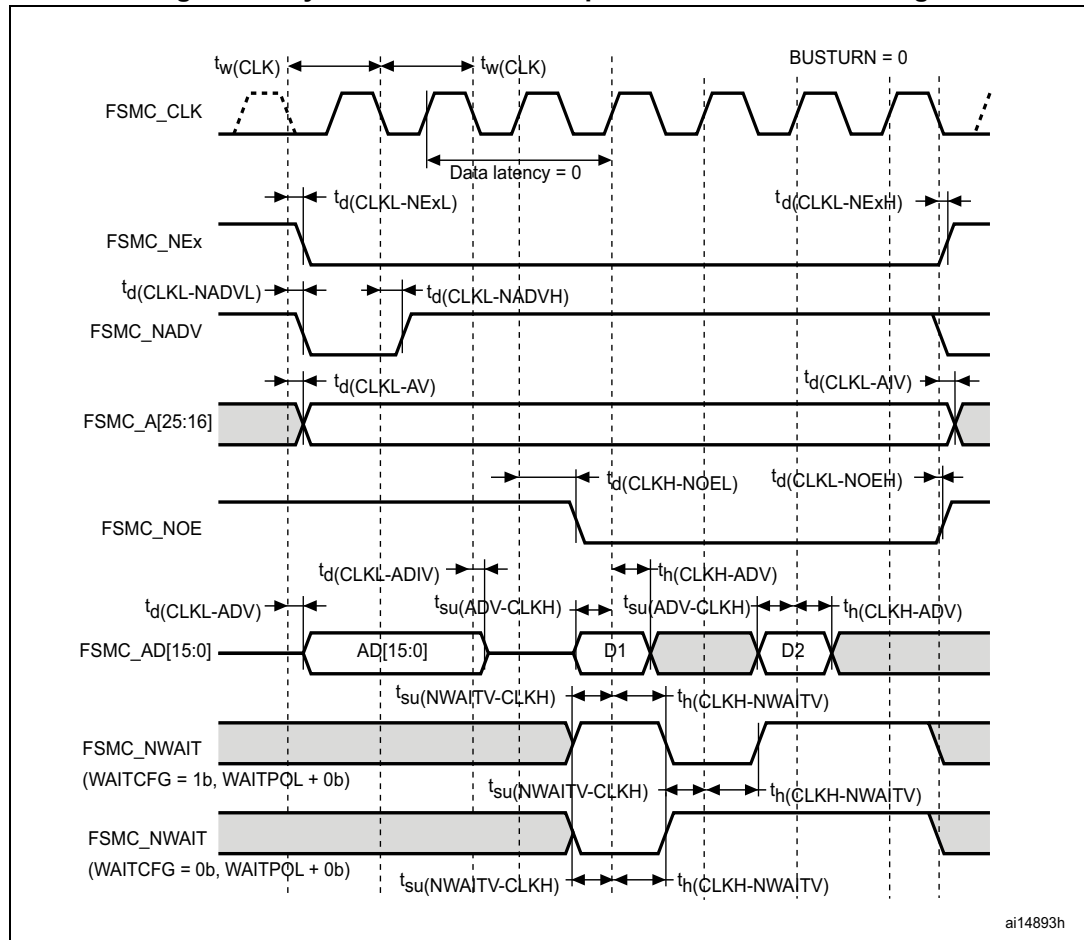 tw(CLK) tw(CLK) BUSTURN = 0
FSMC_CLK
Data latency = 0
td(CLKL-NExL) td(CLKL-NExH)
FSMC_NEx
td(CLKL-NADVL) td(CLKL-NADVH)
FSMC_NADV
td(CLKL-AV) td(CLKL-AIV)
FSMC_A[25:16]
td(CLKH-NOEL) td(CLKL-NOEH)
FSMC_NOE
td(CLKL-ADIV) th(CLKH-ADV)
td(CLKL-ADV) tsu(ADV-CLKH) tsu(ADV-CLKH) th(CLKH-ADV)
FSMC_AD[15:0] AD[15:0] D1 D2
tsu(NWAITV-CLKH) th(CLKH-NWAITV)
FSMC_NWAIT
(WAITCFG = 1b, WAITPOL + 0b)
tsu(NWAITV-CLKH) th(CLKH-NWAITV)
FSMC_NWAIT
(WAITCFG = 0b, WAITPOL + 0b)
tsu(NWAITV-CLKH) th(CLKH-NWAITV)
ai14893h